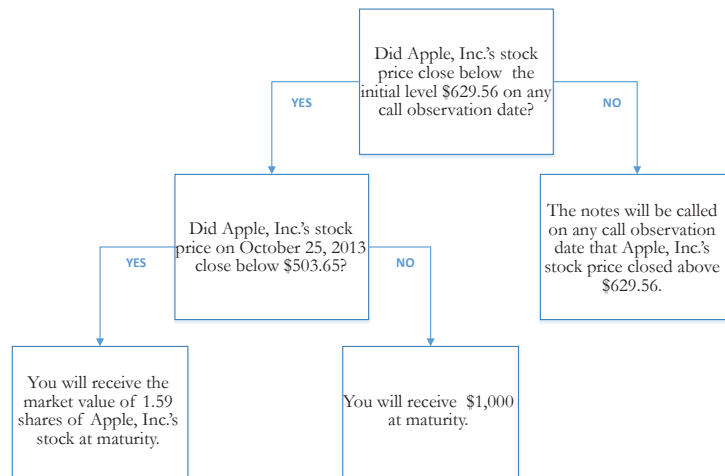 Did Apple, Inc.'s stock
price close below the
initial level $629.56 on any
call observation date?
YES
NO
Did Apple, Inc.'s stock
price on October 25, 2013
close below $503.65?
The notes will be called
on any call observation
date that Apple, Inc.'s
stock price closed above
$629.56.
YES
NO
You will receive the
market value of 1.59
shares of Apple, Inc.'s
stock at maturity.
You will receive $1,000
at maturity.